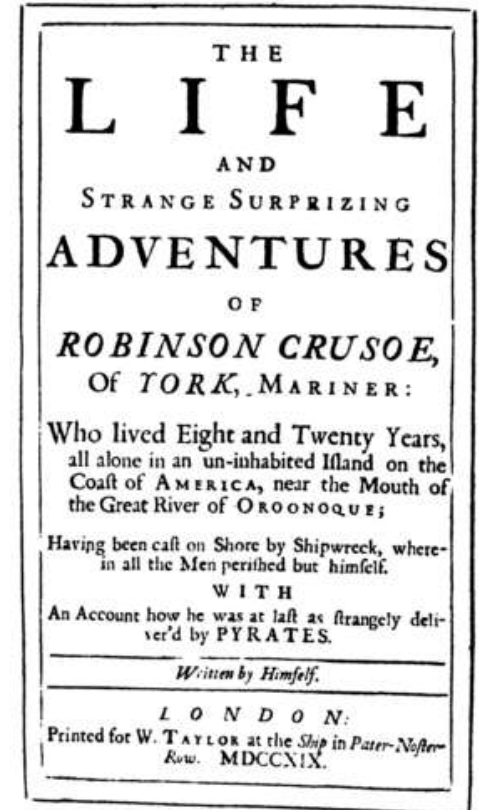 THE
LIFE
AND
STRANGE SURPRIZING
ADVENTURES
OF
ROBINSON CRUSOE,
Of YORK, MARINER:
Who lived Eight and Twenty Years,
all alone in an un-inhabited Iſland on the
Coaſt of AMERICA, near the Mouth of
the Great River of OROONOQUE;
Having been caſt on Shore by Shipwreck, where-
in all the Men periſhed but himſelf.
WITH
An Account how he was at laſt as ſtrangely deli-
ver'd by PYRATES.
Written by Himſelf.
LONDON:
Printed for W. TAYLOR at the Ship in Pater-Noſter-
Row. MDCCXIX.